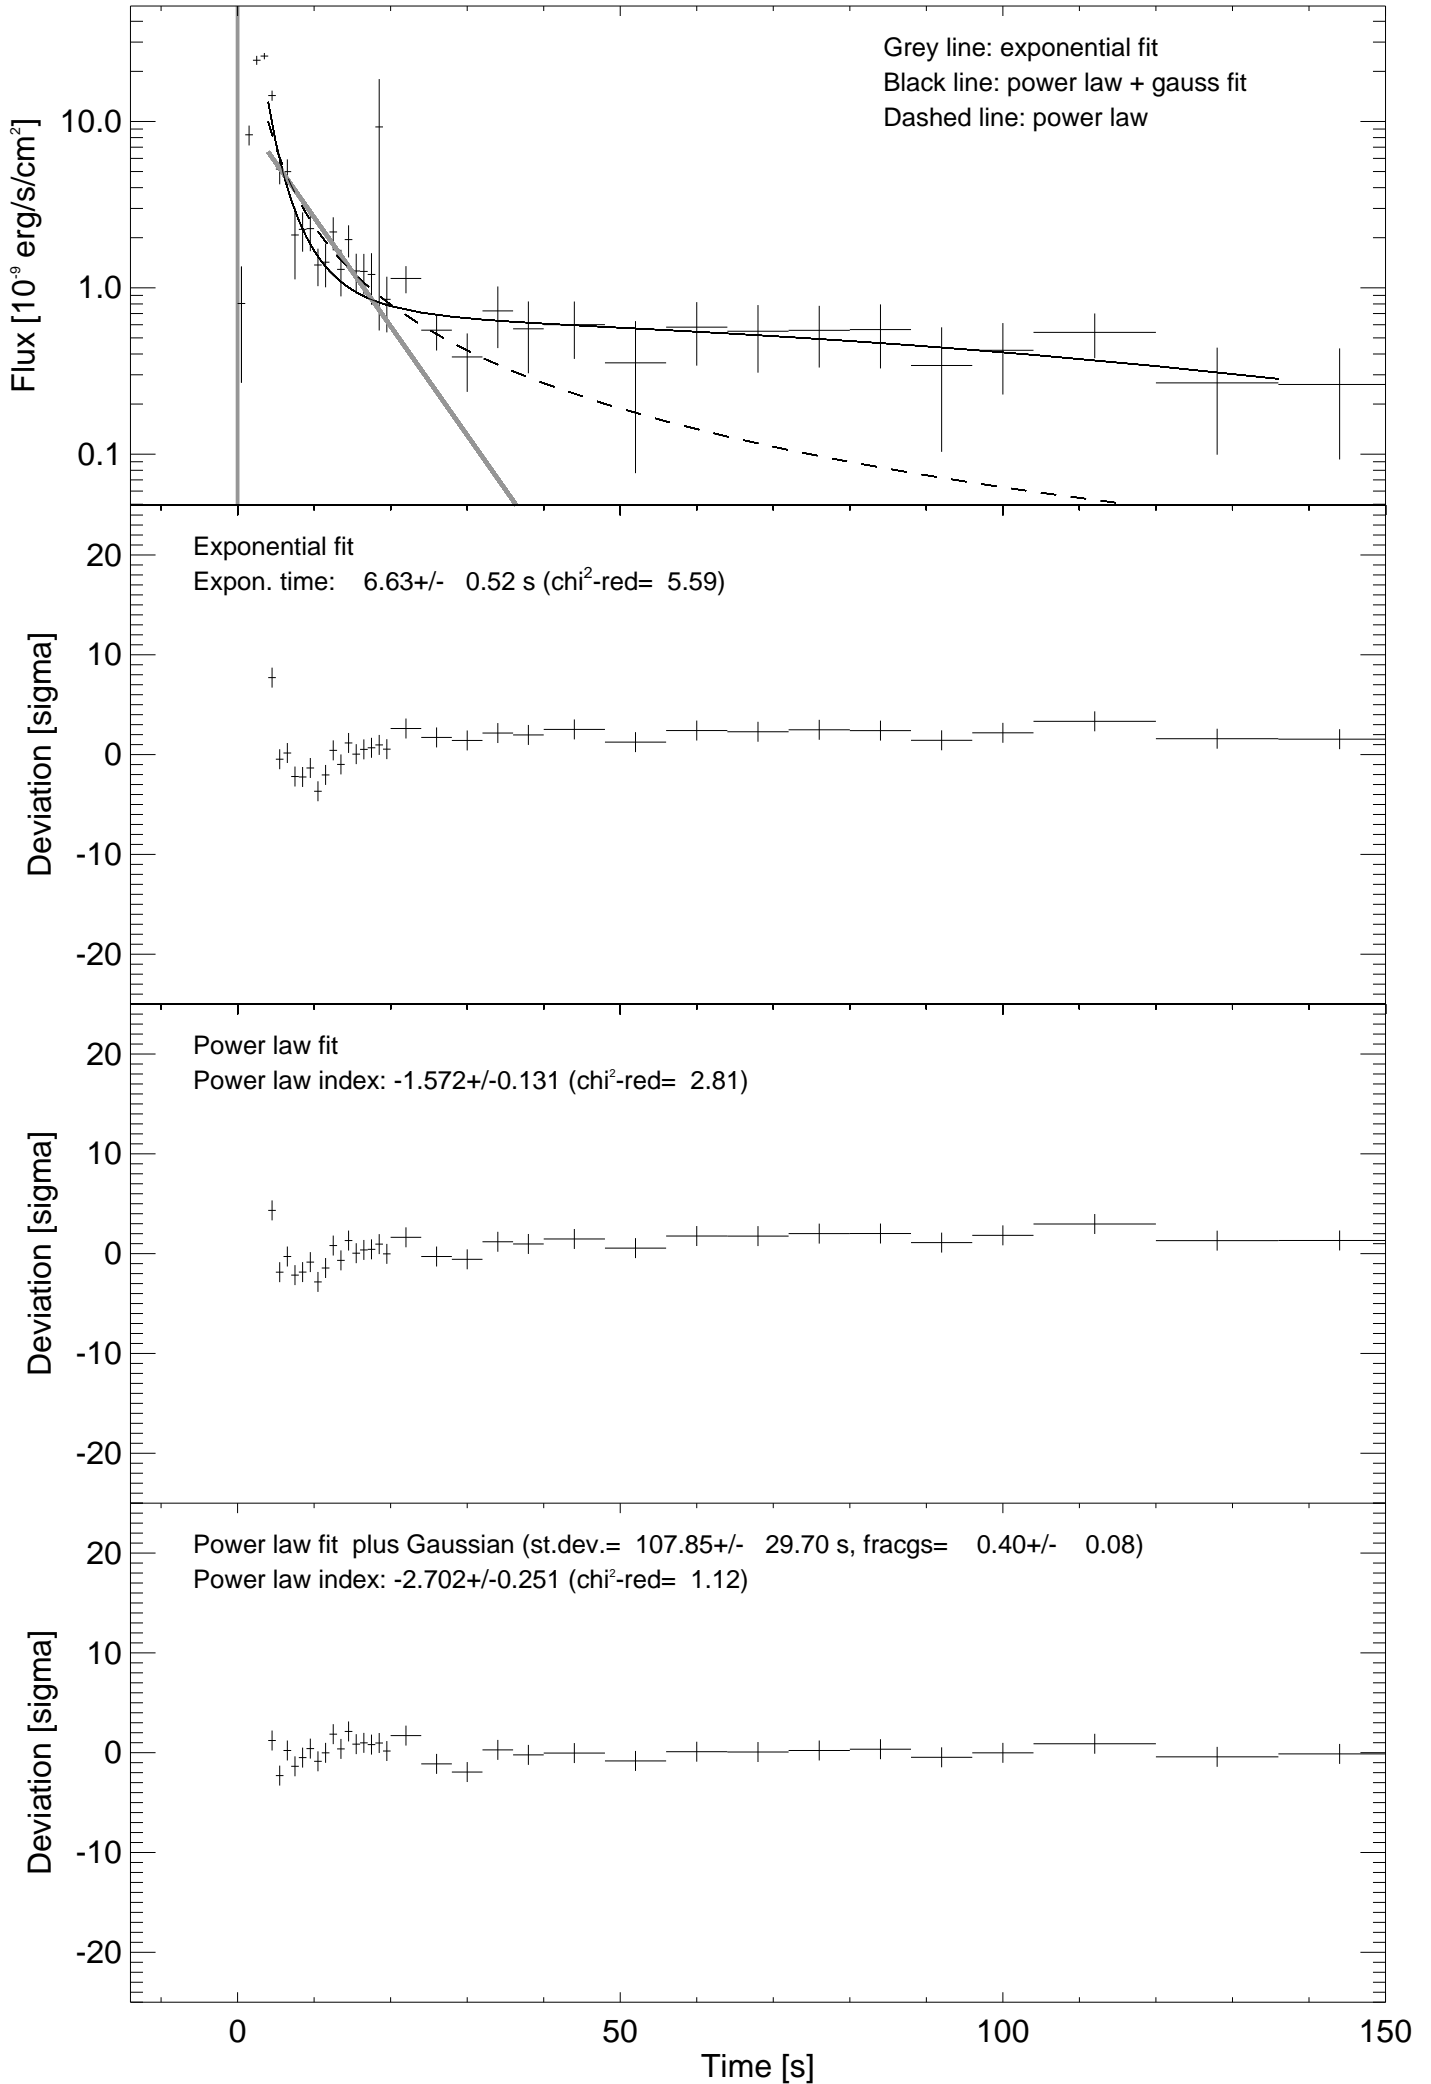 Grey line: exponential fit
Black line: power law + gauss fit
Dashed line: power law
10.0
1.0
0.1
Flux [10⁻⁹ erg/s/cm²]
Exponential fit
Expon. time: 6.63+/- 0.52 s (chi²-red= 5.59)
20
10
0
-10
-20
Deviation [sigma]
Power law fit
Power law index: -1.572+/-0.131 (chi²-red= 2.81)
20
10
0
-10
-20
Deviation [sigma]
Power law fit plus Gaussian (st.dev.= 107.85+/- 29.70 s, fracgs= 0.40+/- 0.08)
Power law index: -2.702+/-0.251 (chi²-red= 1.12)
20
10
0
-10
-20
Deviation [sigma]
0 50 100 150
Time [s]